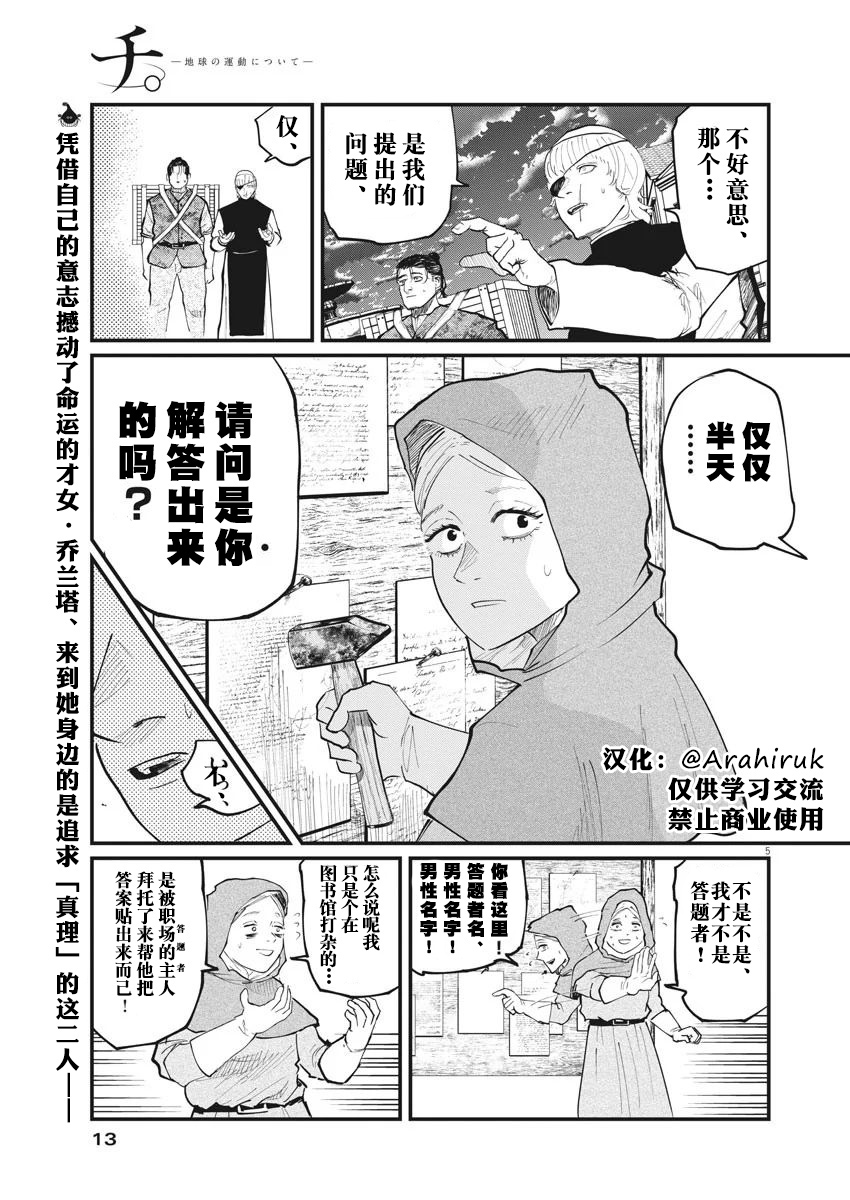 チ。
—地球の運動について—
不好意思、
那个…
是我们
提出的
问题、
仅、
凭借自己的意志撼动了命运的才女・乔兰塔、来到她身边的是追求「真理」的这二人——
仅仅
半天
……
请问是你
解答出来
的吗？
不、
汉化：@Arahiruk
仅供学习交流
禁止商业使用
5
不是不是、
我才不是
答题者！
你看这里！
答题者名、
男性名字！
男性名字！
怎么说呢我
只是个在
图书馆打杂的…
是被职场的主人
答题者
拜托了来帮他把
答案贴出来而已！
13